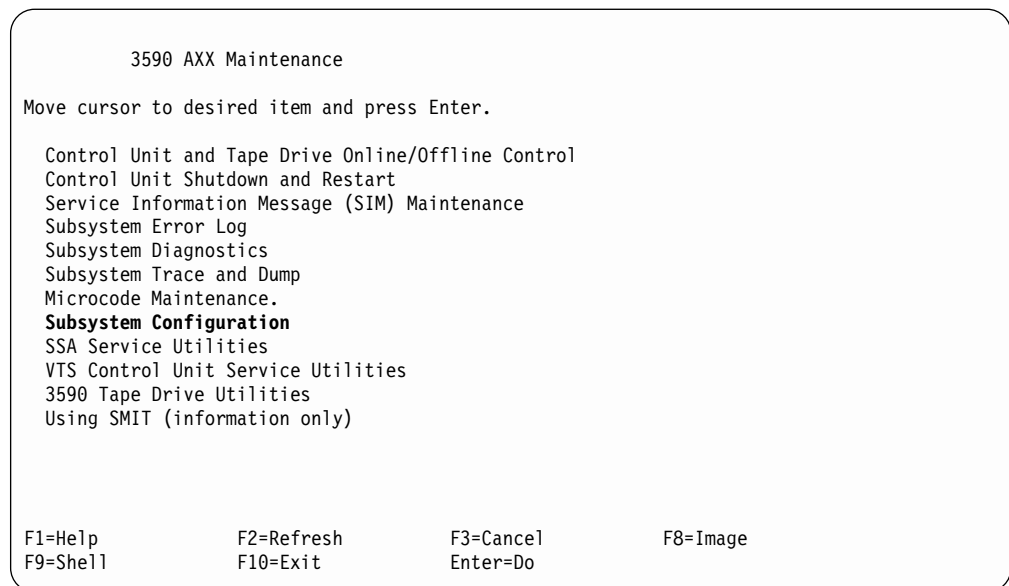 3590 AXX Maintenance
Move cursor to desired item and press Enter.
Control Unit and Tape Drive Online/Offline Control
Control Unit Shutdown and Restart
Service Information Message (SIM) Maintenance
Subsystem Error Log
Subsystem Diagnostics
Subsystem Trace and Dump
Microcode Maintenance.
Subsystem Configuration
SSA Service Utilities
VTS Control Unit Service Utilities
3590 Tape Drive Utilities
Using SMIT (information only)
F1=Help F2=Refresh F3=Cancel F8=Image
F9=Shell F10=Exit Enter=Do